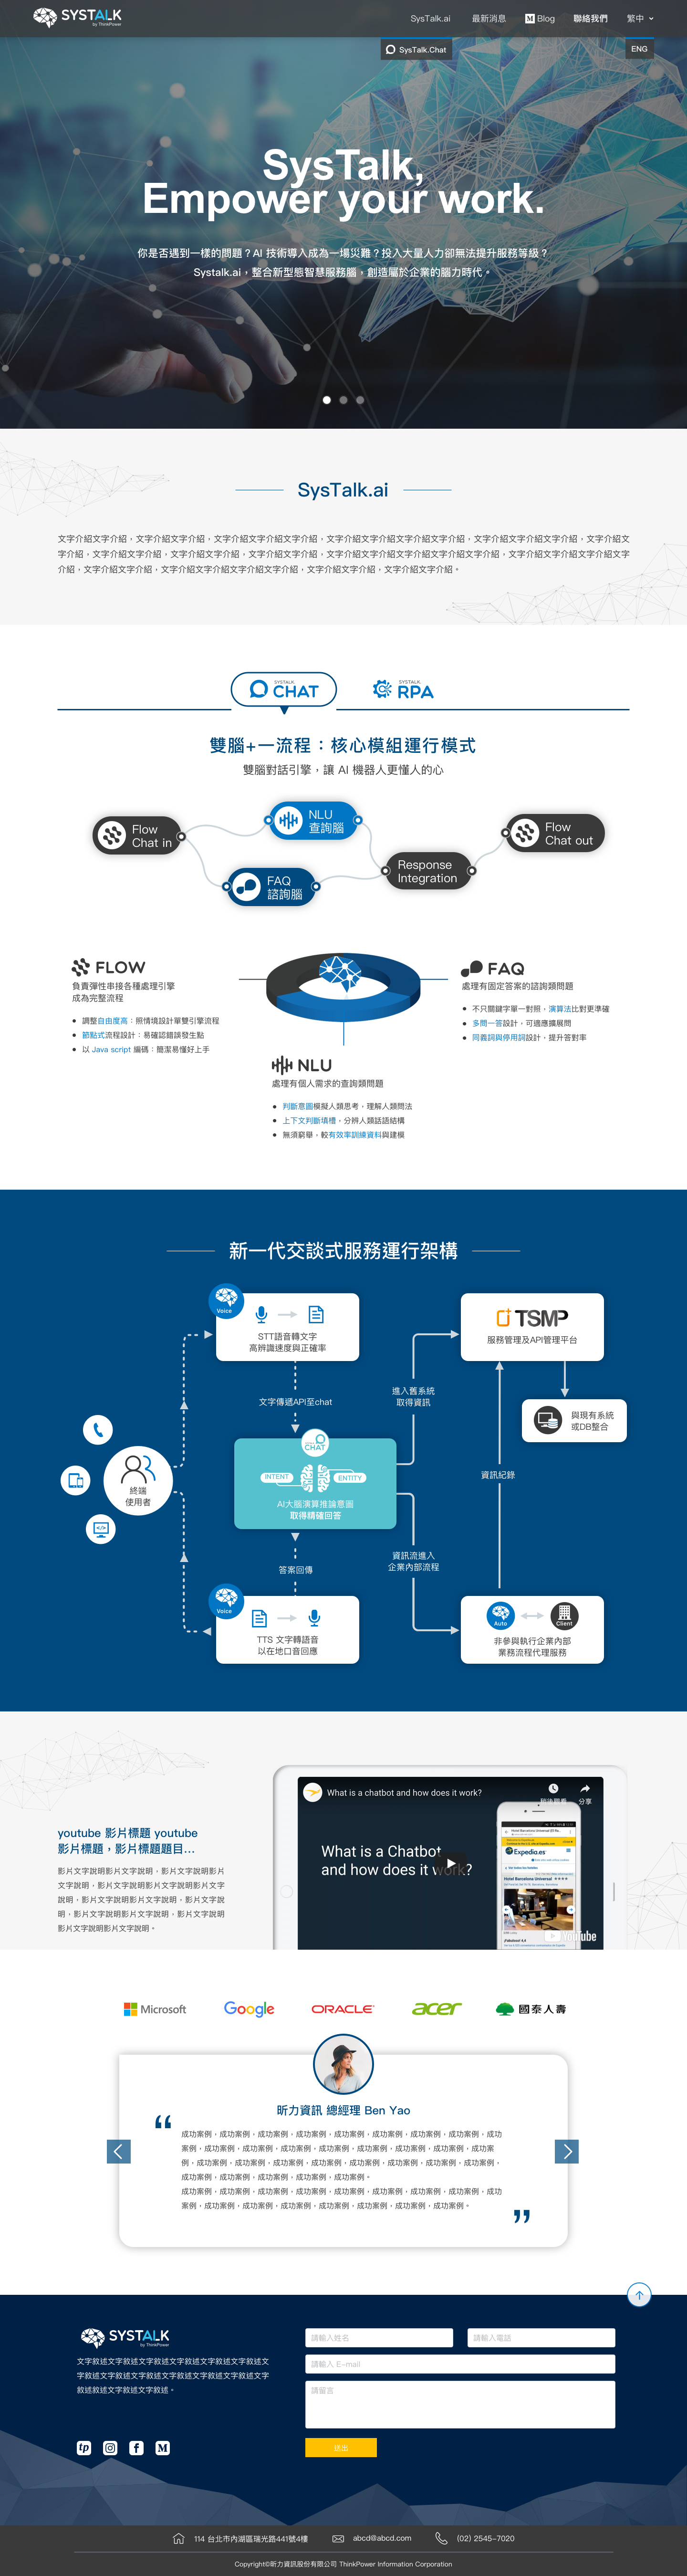 SYSTALK
by ThinkPower
SysTalk.ai
最新消息
Blog
聯絡我們
繁中
SysTalk.Chat
ENG
SysTalk,
Empower your work.
你是否遇到一樣的問題？AI 技術導入成為一場災難？投入大量人力卻無法提升服務等級？
Systalk.ai，整合新型態智慧服務腦，創造屬於企業的腦力時代。
SysTalk.ai
文字介紹文字介紹，文字介紹文字介紹，文字介紹文字介紹文字介紹，文字介紹文字介紹文字介紹文字介紹，文字介紹文字介紹文字介紹，文字介紹文
字介紹，文字介紹文字介紹，文字介紹文字介紹，文字介紹文字介紹，文字介紹文字介紹文字介紹文字介紹文字介紹，文字介紹文字介紹文字介紹文字
介紹，文字介紹文字介紹，文字介紹文字介紹文字介紹文字介紹，文字介紹文字介紹，文字介紹文字介紹。
SYSTALK
CHAT
SYSTALK
RPA
雙腦+一流程：核心模組運行模式
雙腦對話引擎，讓 AI 機器人更懂人的心
Flow
Chat in
NLU
查詢腦
FAQ
諮詢腦
Response
Integration
Flow
Chat out
FLOW
負責彈性串接各種處理引擎
成為完整流程
調整自由度高：照情境設計單雙引擎流程
節點式流程設計：易確認錯誤發生點
以 Java script 編碼：簡潔易懂好上手
FAQ
處理有固定答案的諮詢類問題
不只關鍵字單一對照，演算法比對更準確
多問一答設計，可適應擴展問
同義詞與停用詞設計，提升答對率
NLU
處理有個人需求的查詢類問題
判斷意圖模擬人類思考，理解人類問法
上下文判斷填槽，分辨人類話語結構
無須窮舉，較有效率訓練資料與建模
新一代交談式服務運行架構
Voice
STT語音轉文字
高辨識速度與正確率
TSMP
服務管理及API管理平台
與現有系統
或DB整合
文字傳遞API至chat
進入舊系統
取得資訊
終端
使用者
CHAT
INTENT
ENTITY
AI大腦演算推論意圖
取得精確回答
資訊紀錄
答案回傳
資訊流進入
企業內部流程
Voice
TTS 文字轉語音
以在地口音回應
Auto
Client
非參與執行企業內部
業務流程代理服務
youtube 影片標題 youtube
影片標題，影片標題題目...
影片文字說明影片文字說明，影片文字說明影片
文字說明，影片文字說明影片文字說明影片文字
說明，影片文字說明影片文字說明，影片文字說
明，影片文字說明影片文字說明，影片文字說明
影片文字說明影片文字說明。
What is a chatbot and how does it work?
稍後觀看
分享
What is a Chatbot
and how does it work?
Expedia.es
Hotel Barcelona Universal
YouTube
Microsoft
Google
ORACLE
acer
國泰人壽
昕力資訊 總經理 Ben Yao
成功案例，成功案例，成功案例，成功案例，成功案例，成功案例，成功案例，成功案例，成功
案例，成功案例，成功案例，成功案例，成功案例，成功案例，成功案例，成功案例，成功案
例，成功案例，成功案例，成功案例，成功案例，成功案例，成功案例，成功案例，成功案例，
成功案例，成功案例，成功案例，成功案例，成功案例。
成功案例，成功案例，成功案例，成功案例，成功案例，成功案例，成功案例，成功案例，成功
案例，成功案例，成功案例，成功案例，成功案例，成功案例，成功案例，成功案例。
SYSTALK
by ThinkPower
文字敘述文字敘述文字敘述文字敘述文字敘述文字敘述文
字敘述文字敘述文字敘述文字敘述文字敘述文字敘述文字
敘述敘述文字敘述文字敘述。
請輸入姓名
請輸入電話
請輸入 E-mail
請留言
送出
114 台北市內湖區瑞光路441號4樓
abcd@abcd.com
(02) 2545-7020
Copyright©昕力資訊股份有限公司 ThinkPower Information Corporation